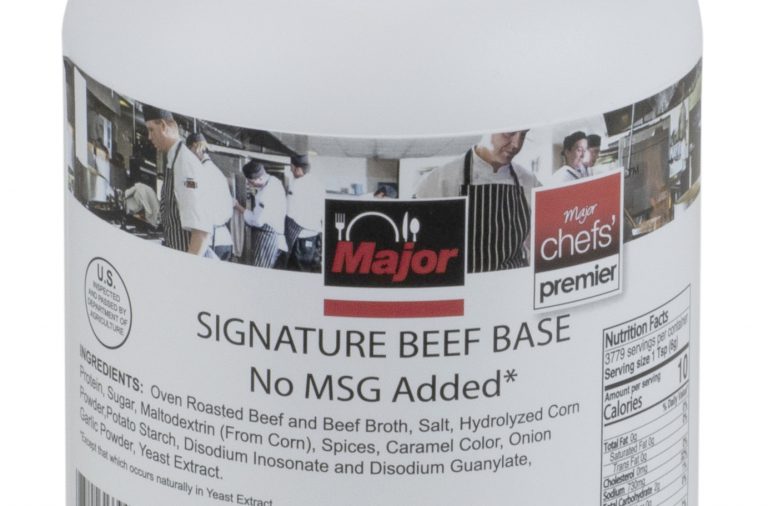 Major
Major
chefs'
premier
TM
U.S.
INSPECTED
AND PASSED BY
DEPARTMENT OF
AGRICULTURE
SIGNATURE BEEF BASE
No MSG Added*
INGREDIENTS: Oven Roasted Beef and Beef Broth, Salt, Hydrolyzed Corn
Protein, Sugar, Maltodextrin (From Corn), Spices, Caramel Color, Onion
Powder,Potato Starch, Disodium Inosonate and Disodium Guanylate,
Garlic Powder, Yeast Extract.
*Except that which occurs naturally in Yeast Extract
Nutrition Facts
3779 servings per container
Serving size 1 Tsp (6g)
Amount per serving
Calories 10
% Daily Value
Total Fat 0g
Saturated Fat 0g
Trans Fat 0g
Cholesterol 0mg
Sodium 730mg
Total Carbohydrate 2g